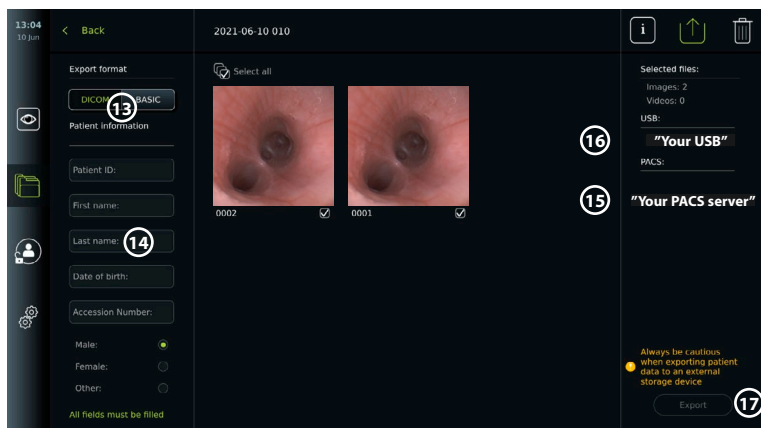 13:04
10 Jun
Back
2021-06-10 010
i
Export format
DICOM
BASIC
13
Patient information
Patient ID:
First name:
Last name:
14
Date of birth:
Accession Number:
Male:
Female:
Other:
All fields must be filled
Select all
0002
0001
Selected files:
Images: 2
Videos: 0
USB:
16
"Your USB"
PACS:
15
"Your PACS server"
Always be cautious
when exporting patient
data to an external
storage device
Export
17